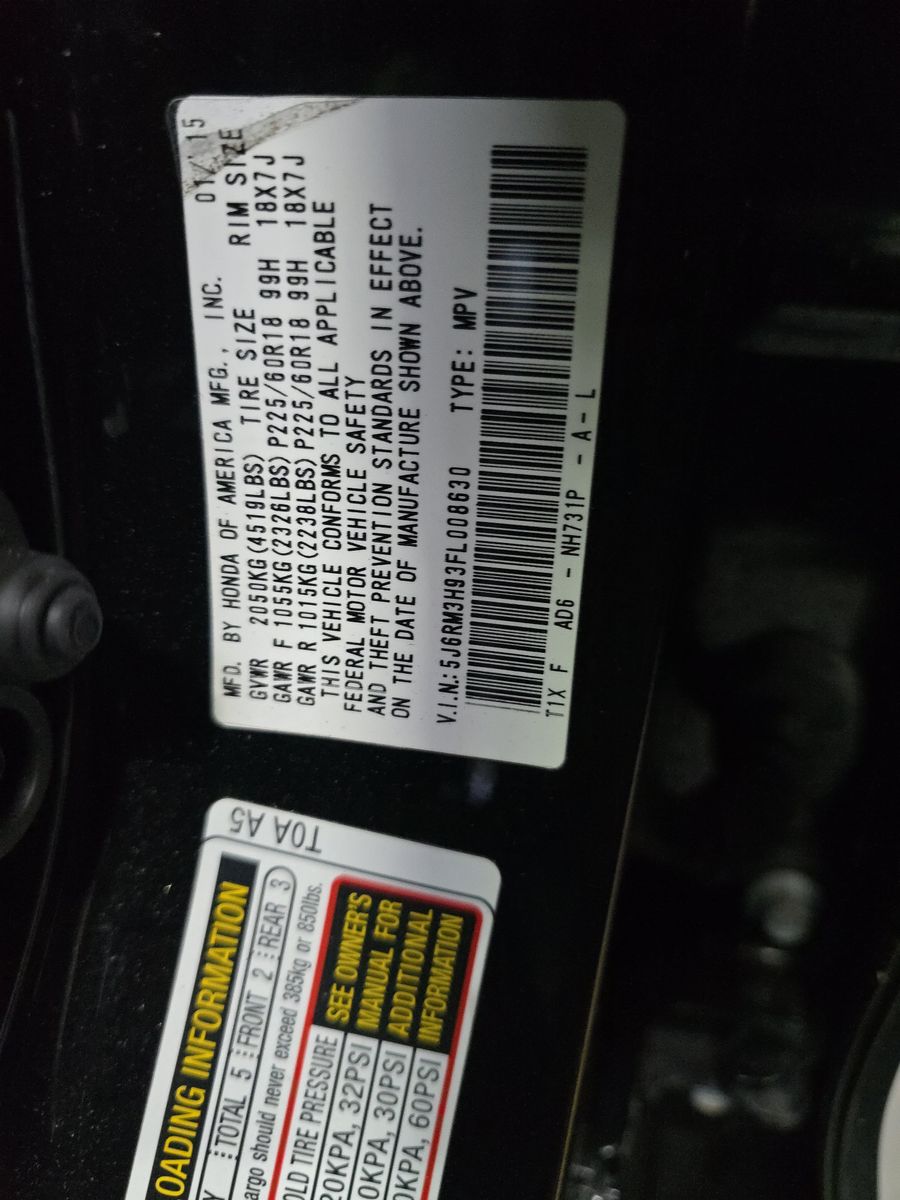 MFD. BY HONDA OF AMERICA MFG., INC. 01/15
GVWR 2050KG(4519LBS) TIRE SIZE RIM SIZE
GAWR F 1055KG(2326LBS) P225/60R18 99H 18X7J
GAWR R 1015KG(2238LBS) P225/60R18 99H 18X7J
THIS VEHICLE CONFORMS TO ALL APPLICABLE
FEDERAL MOTOR VEHICLE SAFETY
AND THEFT PREVENTION STANDARDS IN EFFECT
ON THE DATE OF MANUFACTURE SHOWN ABOVE.
V.I.N.:5J6RM3H93FL008630 TYPE: MPV
T1X F AD6 - NH731P - A - L
T0A A5
OADING INFORMATION
Y TOTAL 5 FRONT 2 REAR 3
argo should never exceed 385kg or 850lbs.
OLD TIRE PRESSURE
20KPA, 32PSI
0KPA, 30PSI
0KPA, 60PSI
SEE OWNER'S
MANUAL FOR
ADDITIONAL
INFORMATION